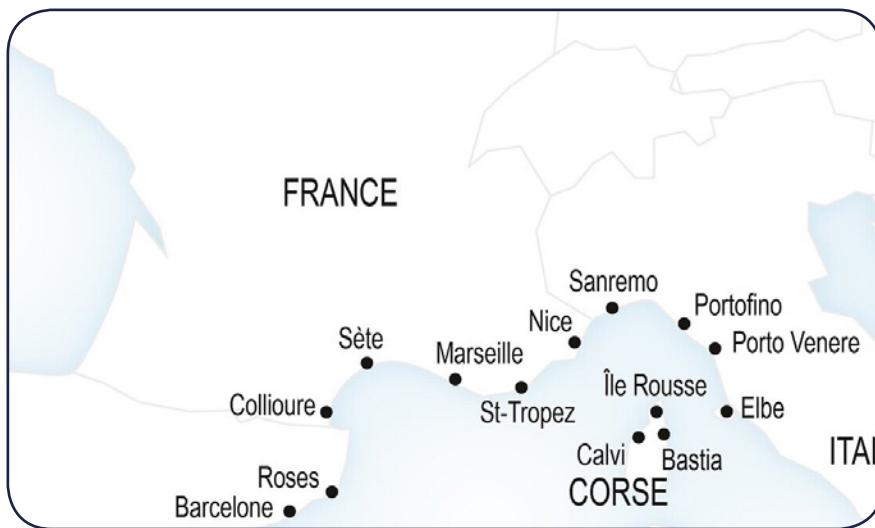 FRANCE
Sanremo
Portofino
Nice
Porto Venere
Sète
Marseille
Île Rousse
Collioure
St-Tropez
Elbe
Calvi
Bastia
ITAI
Roses
CORSE
Barcelone